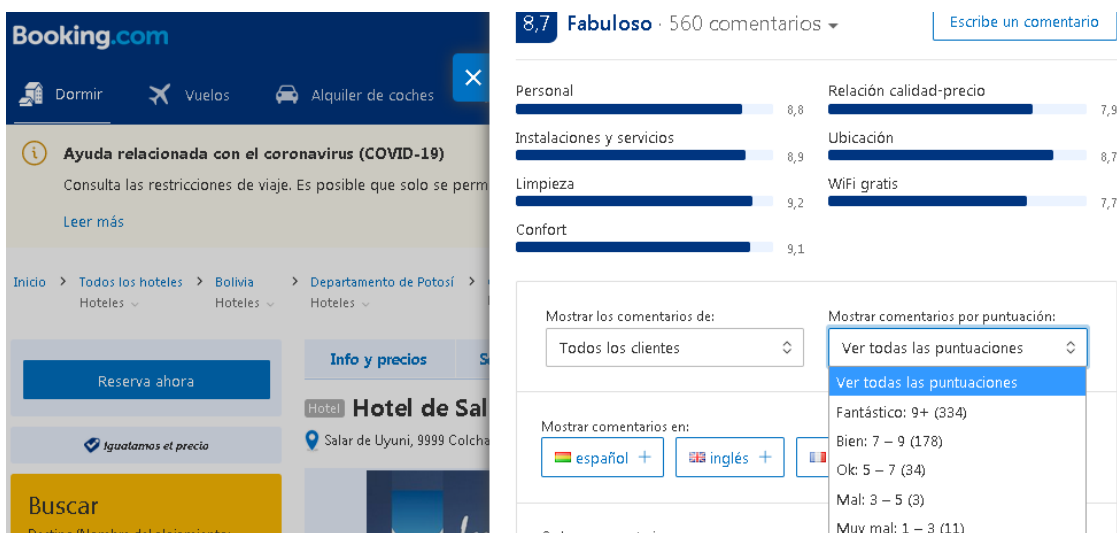 Booking.com
Dormir
Vuelos
Alquiler de coches
Ayuda relacionada con el coronavirus (COVID-19)
Consulta las restricciones de viaje. Es posible que solo se perm
Leer más
Inicio > Todos los hoteles > Bolivia > Departamento de Potosí >
Hoteles Hoteles Hoteles
Reserva ahora
Igualamos el precio
Buscar
Info y precios
Hotel Hotel de Sal
Salar de Uyuni, 9999 Colcha
8,7 Fabuloso · 560 comentarios
Escribe un comentario
Personal
8,8
Relación calidad-precio
7,9
Instalaciones y servicios
8,9
Ubicación
8,7
Limpieza
9,2
WiFi gratis
7,7
Confort
9,1
Mostrar los comentarios de:
Todos los clientes
Mostrar comentarios por puntuación:
Ver todas las puntuaciones
Ver todas las puntuaciones
Fantástico: 9+ (334)
Bien: 7 – 9 (178)
Ok: 5 – 7 (34)
Mal: 3 – 5 (3)
Muy mal: 1 – 3 (11)
Mostrar comentarios en:
español +
inglés +